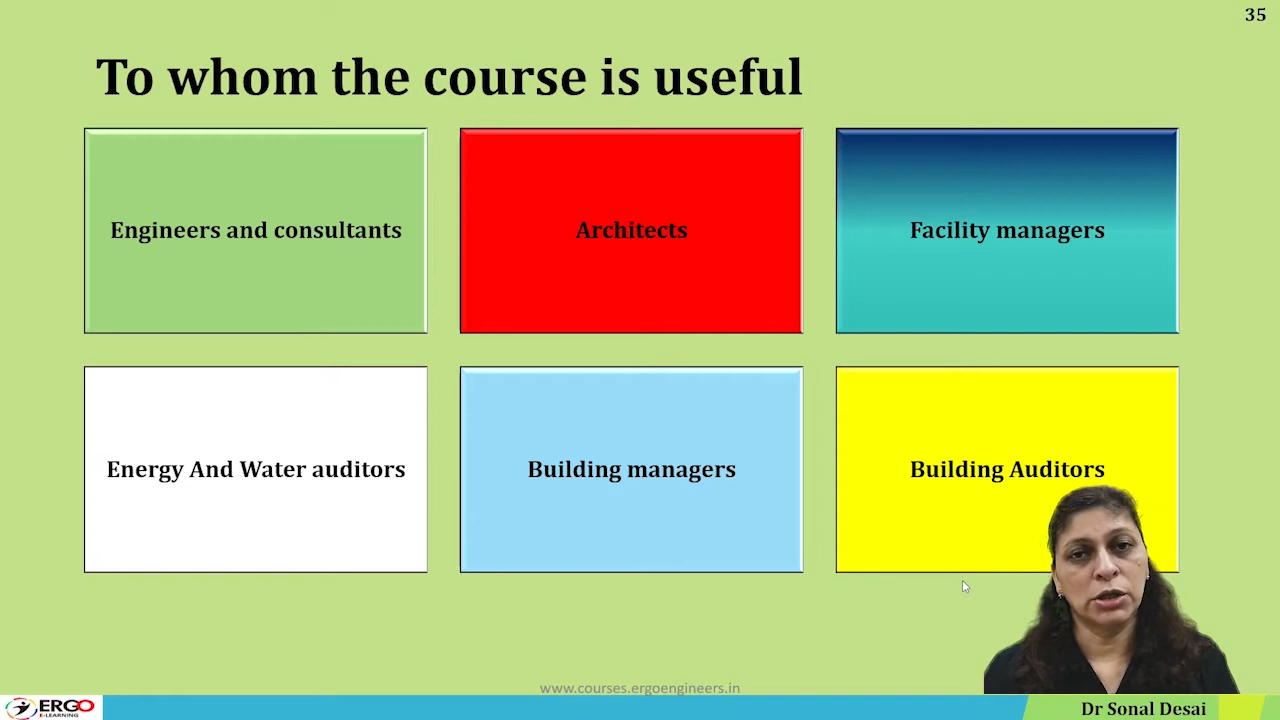 35
To whom the course is useful
Engineers and consultants
Architects
Facility managers
Energy And Water auditors
Building managers
Building Auditors
www.courses.ergoengineers.in
ERGO
E-LEARNING
Dr Sonal Desai